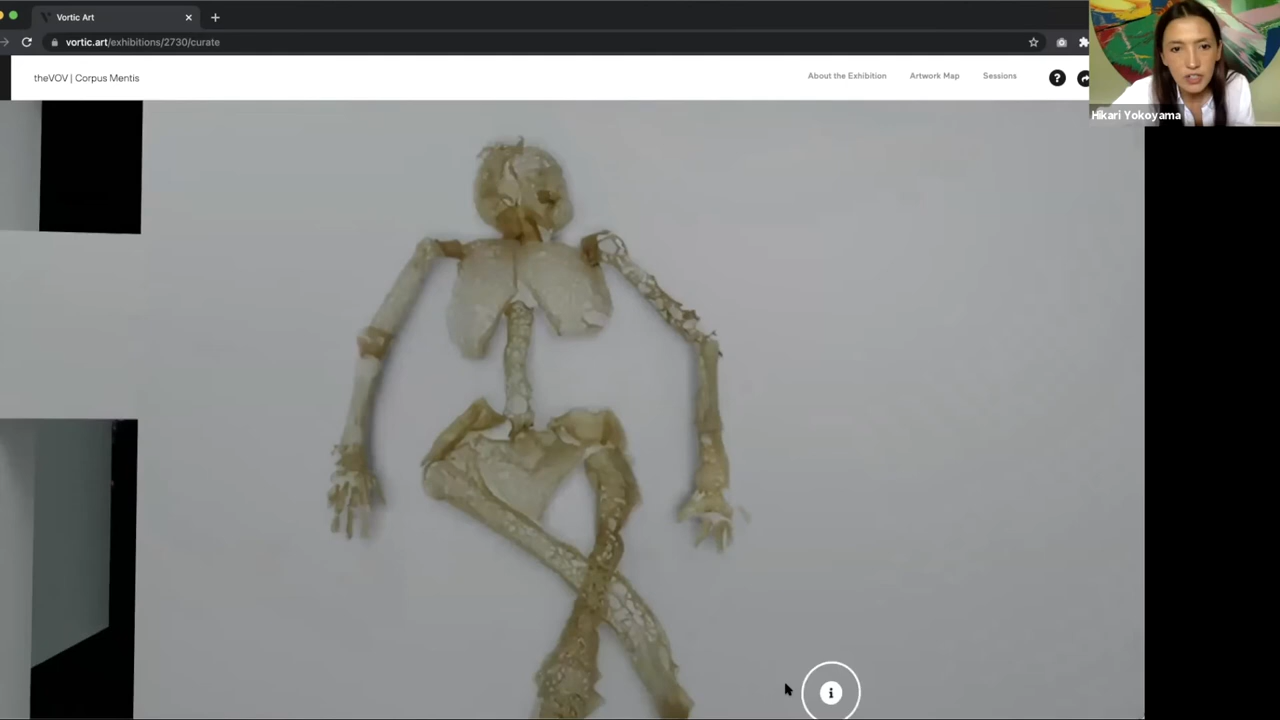 Vortic Art
vortic.art/exhibitions/2730/curate
theVOV | Corpus Mentis
About the Exhibition
Artwork Map
Sessions
?
Hikari Yokoyama
i